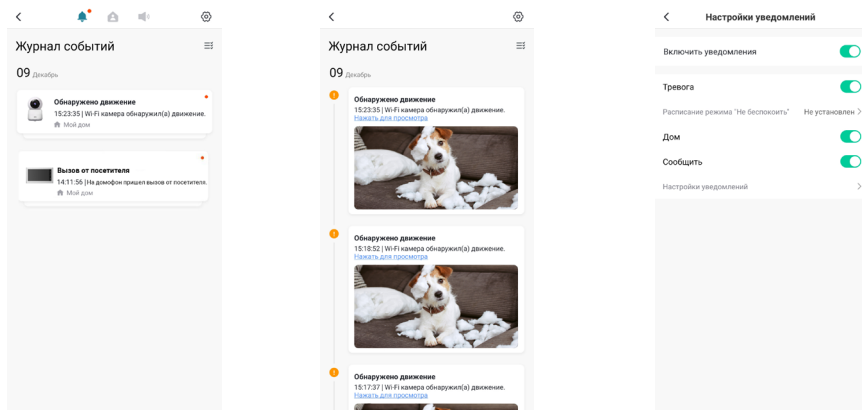 Журнал событий
09 Декабрь
Обнаружено движение
15:23:35 | Wi-Fi камера обнаружил(а) движение.
Мой дом
Вызов от посетителя
14:11:56 |На домофон пришел вызов от посетителя.
Мой дом
Журнал событий
09 Декабрь
Обнаружено движение
15:23:35 | Wi-Fi камера обнаружил(а) движение.
Нажать для просмотра
Обнаружено движение
15:18:52 | Wi-Fi камера обнаружил(а) движение.
Нажать для просмотра
Обнаружено движение
15:17:37 | Wi-Fi камера обнаружил(а) движение.
Нажать для просмотра
Настройки уведомлений
Включить уведомления
Тревога
Расписание режима "Не беспокоить" Не установлен
Дом
Сообщить
Настройки уведомлений